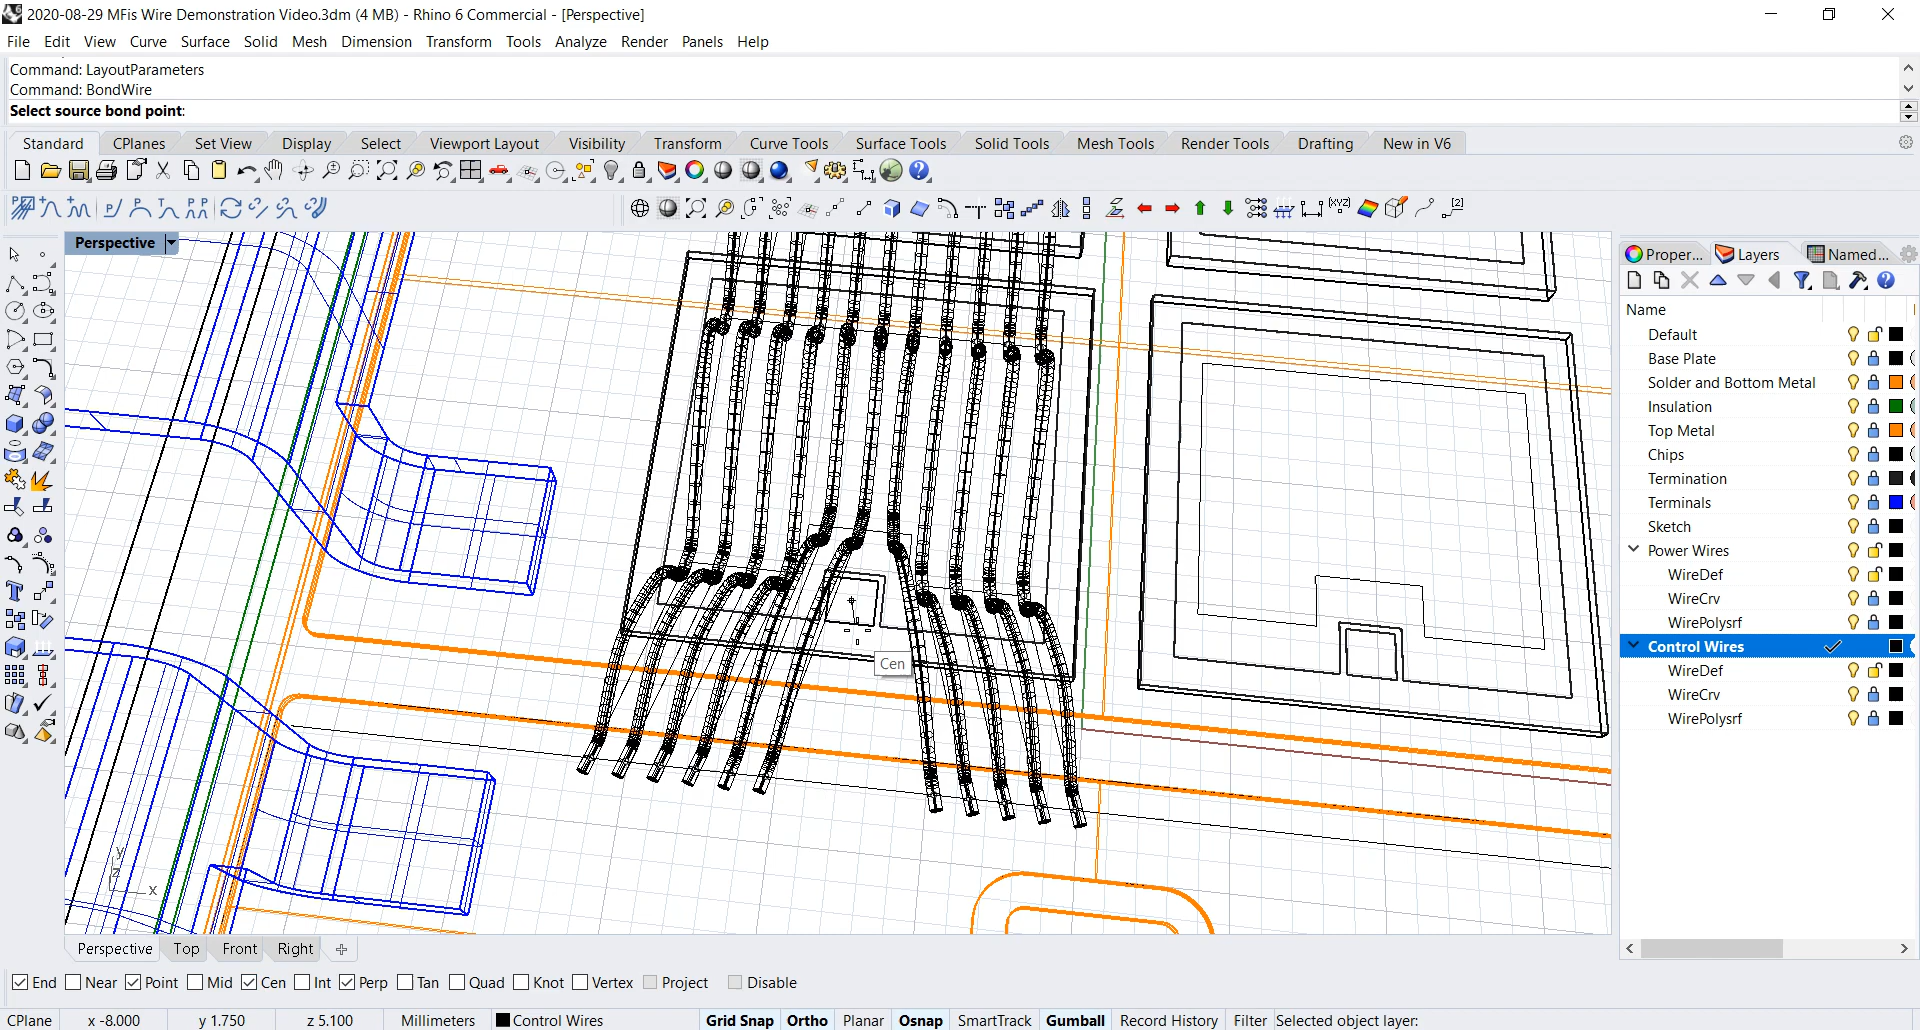 2020-08-29 MFis Wire Demonstration Video.3dm (4 MB) - Rhino 6 Commercial - [Perspective]
File Edit View Curve Surface Solid Mesh Dimension Transform Tools Analyze Render Panels Help
Command: LayoutParameters
Command: BondWire
Select source bond point:
Standard CPlanes Set View Display Select Viewport Layout Visibility Transform Curve Tools Surface Tools Solid Tools Mesh Tools Render Tools Drafting New in V6
Perspective
Proper... Layers Named...
Name
Default
Base Plate
Solder and Bottom Metal
Insulation
Top Metal
Chips
Termination
Terminals
Sketch
Power Wires
WireDef
WireCrv
WirePolysrf
Control Wires
WireDef
WireCrv
WirePolysrf
Cen
y
z
x
Perspective Top Front Right
End Near Point Mid Cen Int Perp Tan Quad Knot Vertex Project Disable
CPlane x -8.000 y 1.750 z 5.100 Millimeters Control Wires Grid Snap Ortho Planar Osnap SmartTrack Gumball Record History Filter Selected object layer: